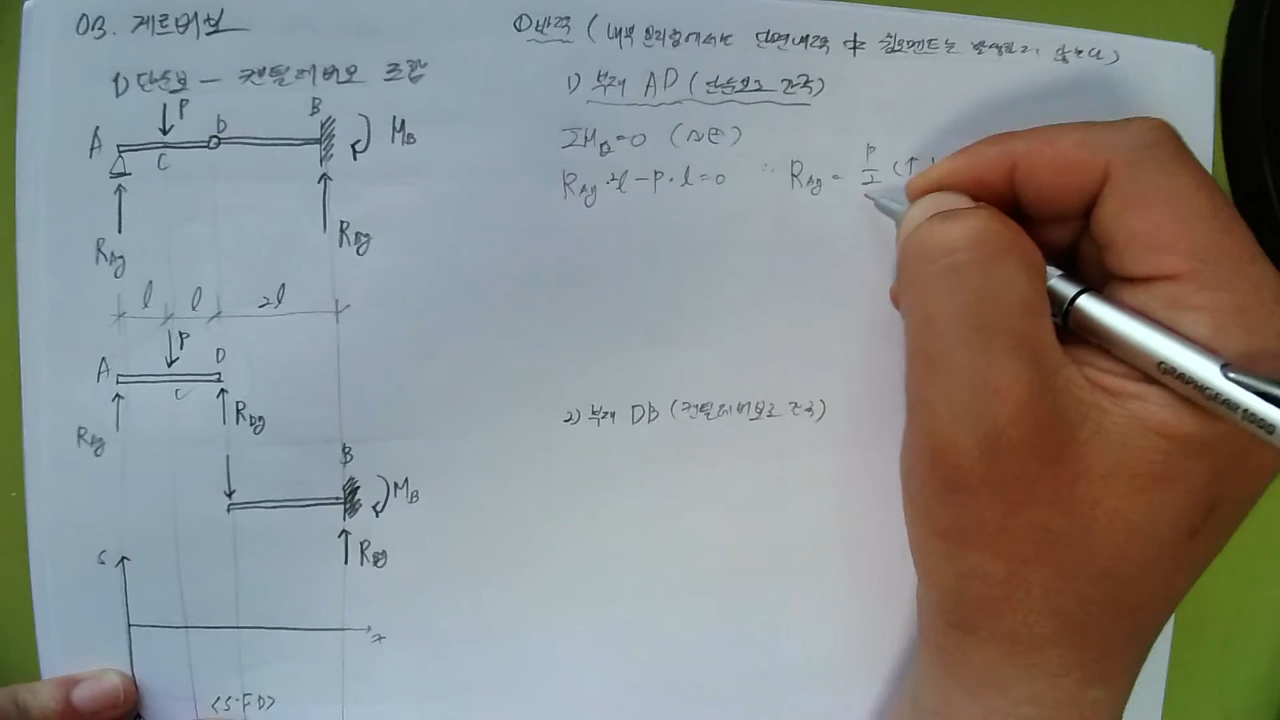 03. 게르버보
1) 단순보 - 캔틸레버보 조합
P
A
C
D
B
M_B
R_Ay
R_By
l l 2l
P
A
C
D
R_Ay
R_Dy
B
M_B
R_By
S
x
<S.F.D>
① 반력 (내부 힌지점에서는 단면내력 中 휨모멘트는 발생하지 않는다)
1) 부재 AD (단순보로 간주)
ΣM_D=0 (↷⊕)
R_Ay·2l-P·l=0 ∴ R_Ay = P/2 (↑)
2) 부재 DB (캔틸레버보로 간주)
GRAPHGEAR 1000